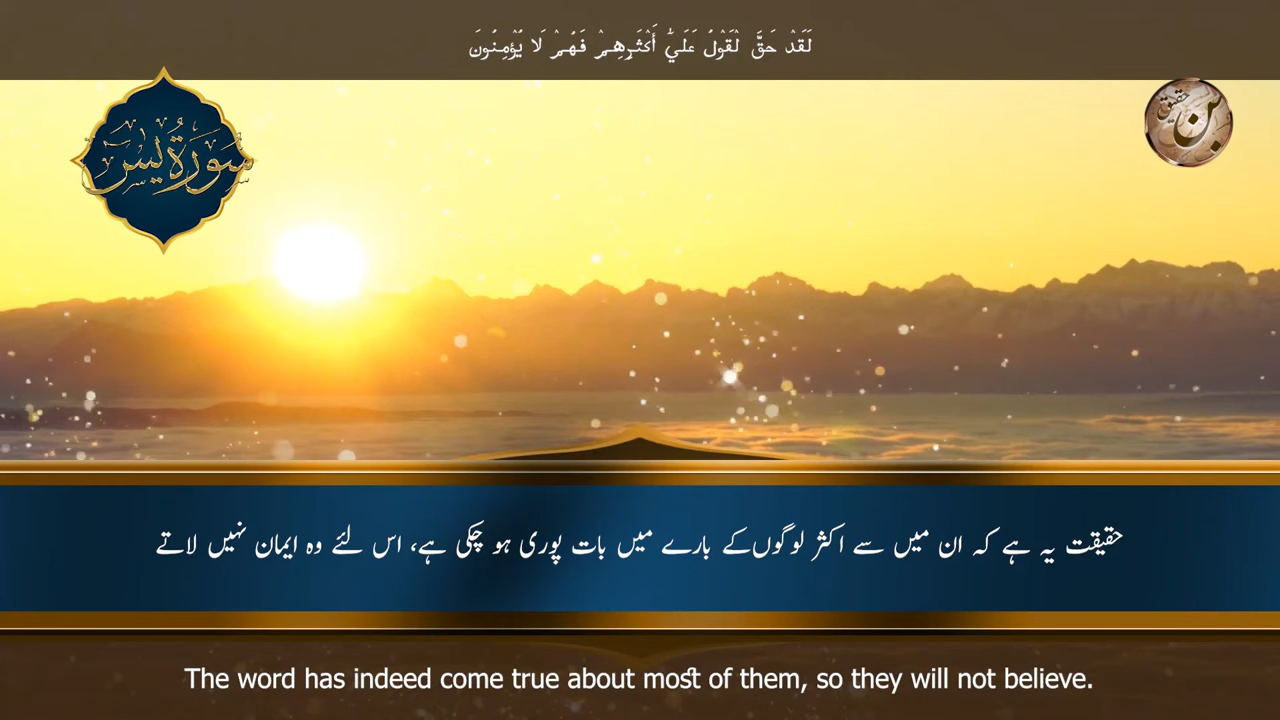 لَقَدْ حَقَّ لْقَوْلُ عَلَيٰٓ أَكْثَرِهِمْ فَهُمْ لَا يُؤْمِنُونَ
سورة يس
بن حقیق
حقیقت یہ ہے کہ ان میں سے اکثر لوگوں کے بارے میں بات پوری ہو چکی ہے، اس لئے وہ ایمان نہیں لاتے
The word has indeed come true about most of them, so they will not believe.